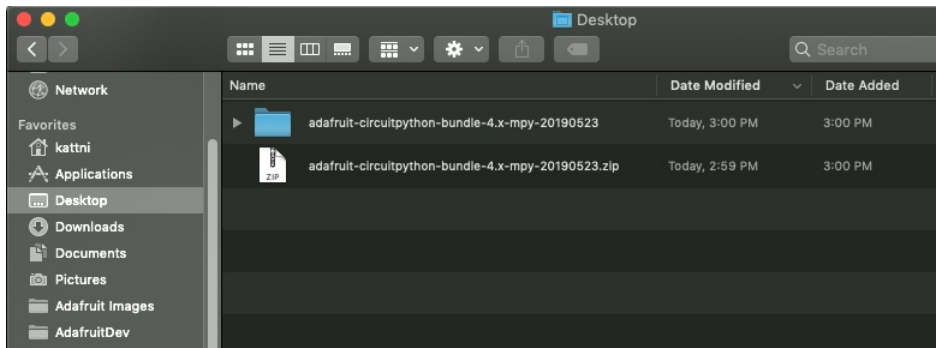 Desktop
Search
Network
Favorites
kattni
Applications
Desktop
Downloads
Documents
Pictures
Adafruit Images
AdafruitDev
Name Date Modified Date Added
adafruit-circuitpython-bundle-4.x-mpy-20190523 Today, 3:00 PM 3:00 PM
ZIP adafruit-circuitpython-bundle-4.x-mpy-20190523.zip Today, 2:59 PM 3:00 PM